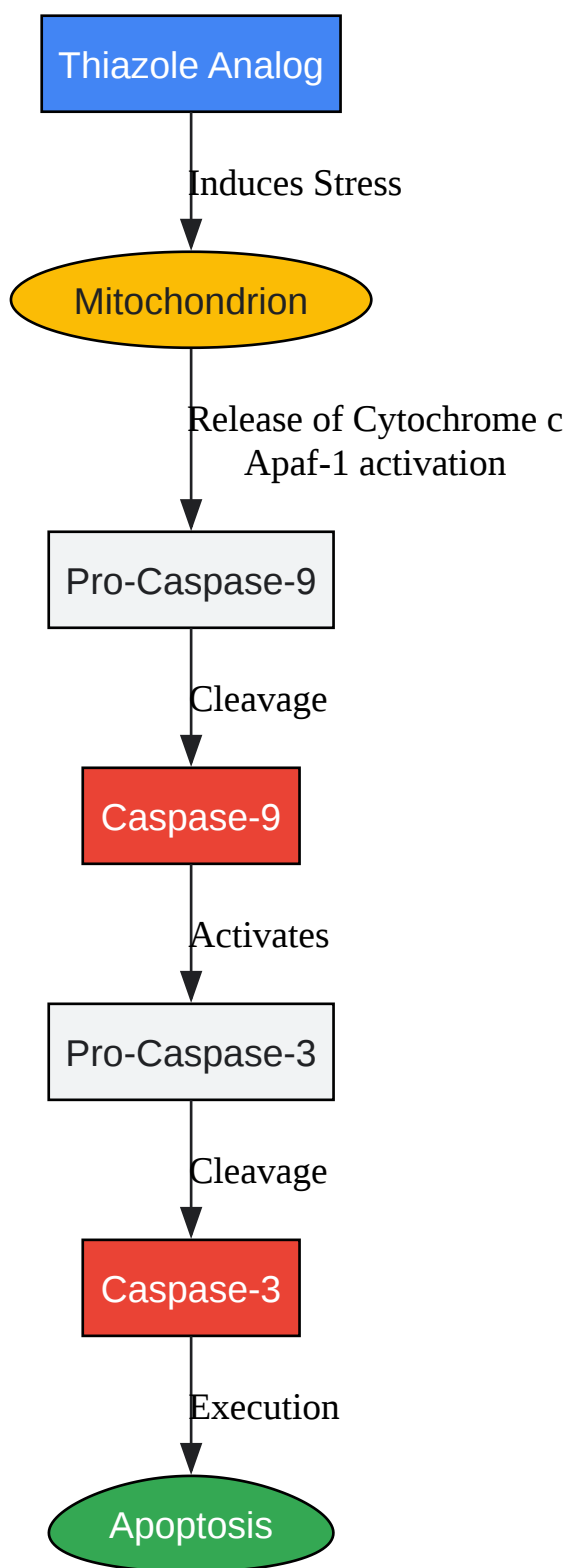 Thiazole Analog
Induces Stress
Mitochondrion
Release of Cytochrome c
Apaf-1 activation
Pro-Caspase-9
Cleavage
Caspase-9
Activates
Pro-Caspase-3
Cleavage
Caspase-3
Execution
Apoptosis